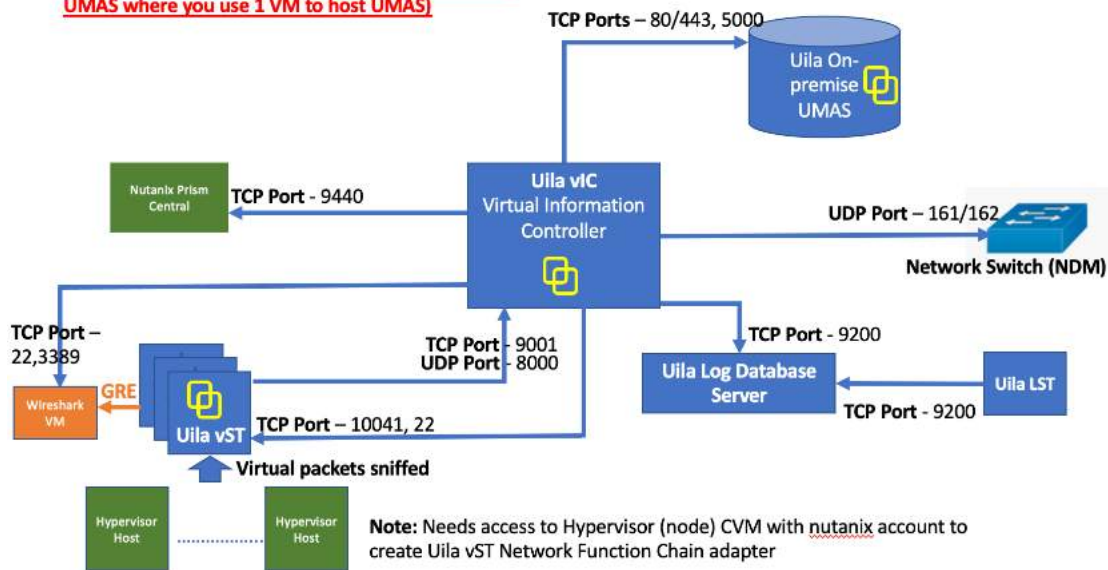 UMAS where you use 1 VM to host UMAS)
TCP Ports – 80/443, 5000
Uila On-
premise
UMAS
Nutanix Prism
Central
TCP Port - 9440
Uila vIC
Virtual Information
Controller
UDP Port – 161/162
Network Switch (NDM)
TCP Port –
22,3389
TCP Port - 9001
UDP Port - 8000
TCP Port - 9200
Uila Log Database
Server
Uila LST
TCP Port - 9200
GRE
Wireshark
VM
Uila vST
TCP Port – 10041, 22
Virtual packets sniffed
Hypervisor
Host
Hypervisor
Host
Note: Needs access to Hypervisor (node) CVM with nutanix account to
create Uila vST Network Function Chain adapter